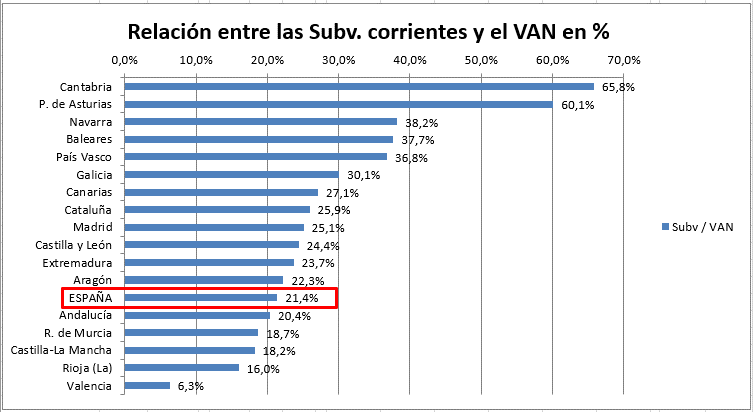 Relación entre las Subv. corrientes y el VAN en %
0,0% 10,0% 20,0% 30,0% 40,0% 50,0% 60,0% 70,0%
Cantabria 65,8%
P. de Asturias 60,1%
Navarra 38,2%
Baleares 37,7%
País Vasco 36,8%
Galicia 30,1%
Canarias 27,1%
Cataluña 25,9%
Madrid 25,1%
Castilla y León 24,4%
Extremadura 23,7%
Aragón 22,3%
ESPAÑA 21,4%
Andalucía 20,4%
R. de Murcia 18,7%
Castilla-La Mancha 18,2%
Rioja (La) 16,0%
Valencia 6,3%
Subv / VAN